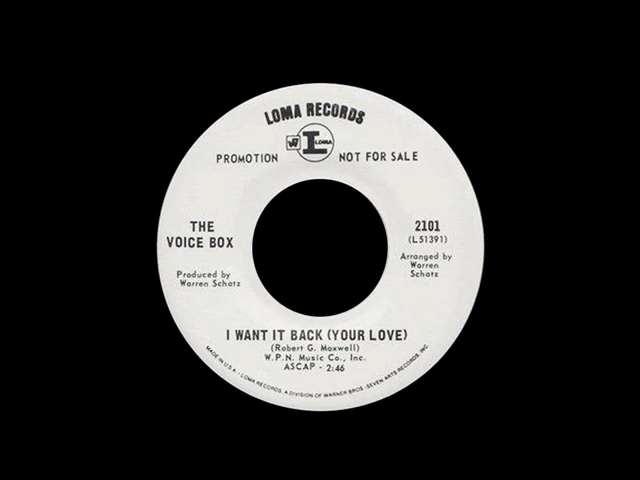 LOMA RECORDS
W7 L LOMA
PROMOTION NOT FOR SALE
THE
VOICE BOX
Produced by
Warren Schatz
2101
(L51391)
Arranged by
Warren
Schatz
I WANT IT BACK (YOUR LOVE)
(Robert G. Maxwell)
W.P.N. Music Co., Inc.
ASCAP - 2:46
MADE IN U.S.A. • LOMA RECORDS, A DIVISION OF WARNER BROS.-SEVEN ARTS RECORDS, INC.